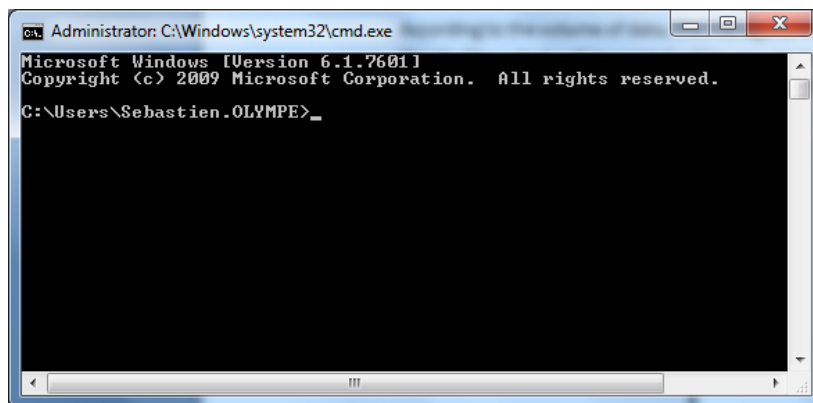 Administrator: C:\Windows\system32\cmd.exe
Microsoft Windows [Version 6.1.7601]
Copyright (c) 2009 Microsoft Corporation.  All rights reserved.
C:\Users\Sebastien.OLYMPE>_